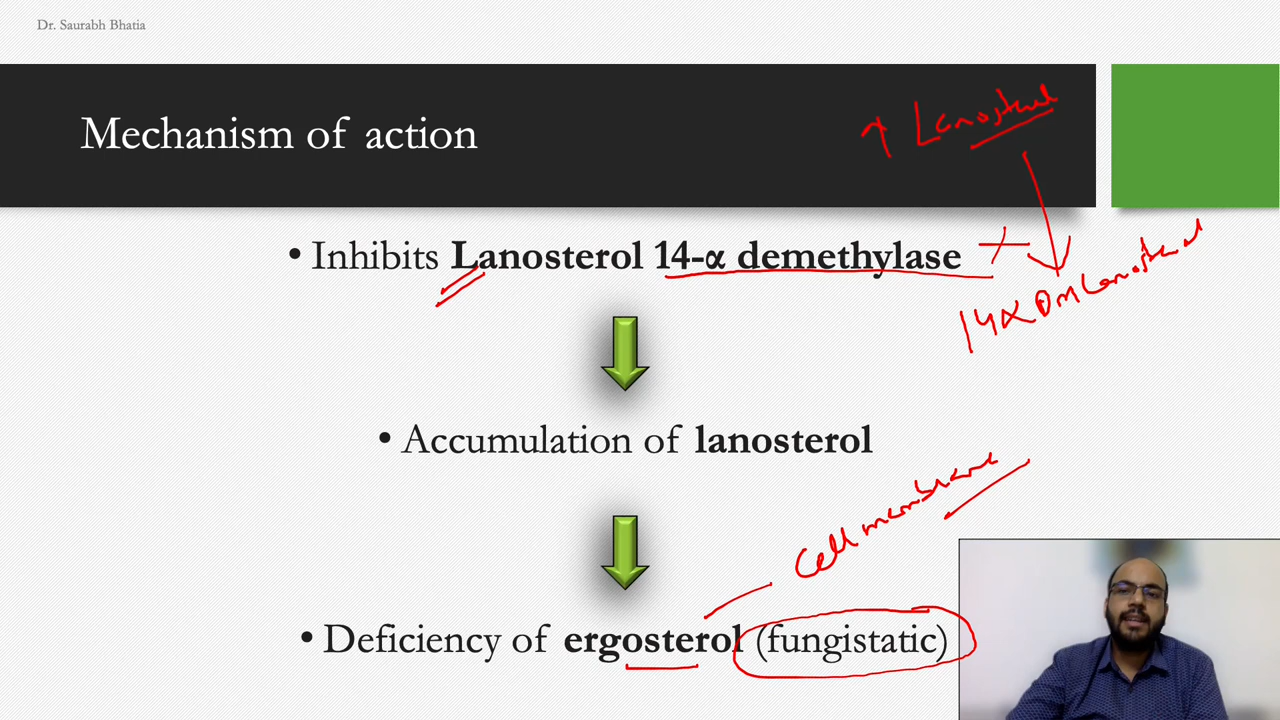 Dr. Saurabh Bhatia
Mechanism of action
↑ Lanosterol
• Inhibits Lanosterol 14-α demethylase
14α DM Lanosterol
• Accumulation of lanosterol
Cell membrane
• Deficiency of ergosterol (fungistatic)